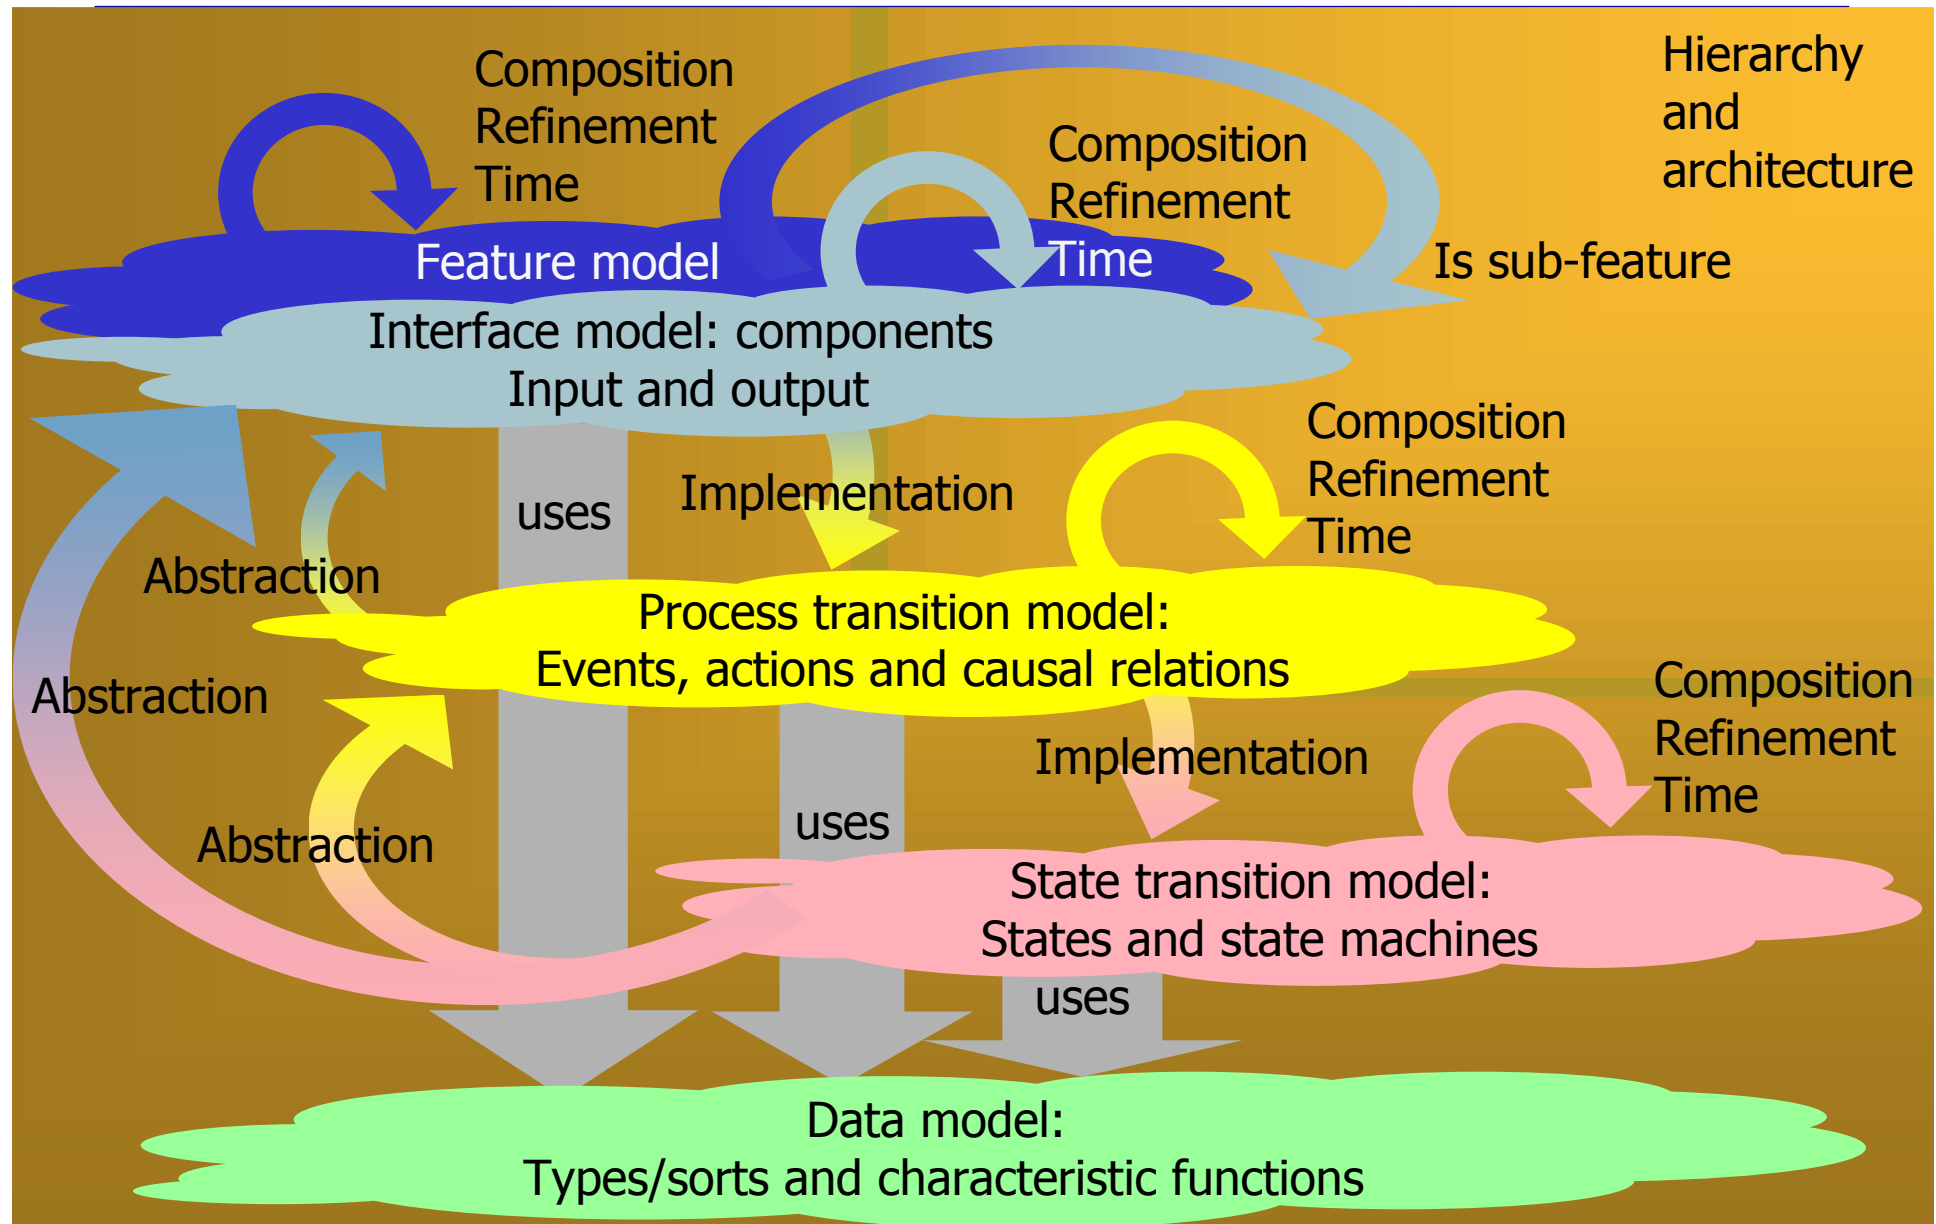 Composition
Refinement
Time
Hierarchy
and
architecture
Composition
Refinement
Time
Feature model
Is sub-feature
Interface model: components
Input and output
Composition
Refinement
Time
Implementation
uses
Abstraction
Process transition model:
Events, actions and causal relations
Abstraction
Composition
Refinement
Time
Implementation
uses
Abstraction
State transition model:
States and state machines
uses
Data model:
Types/sorts and characteristic functions